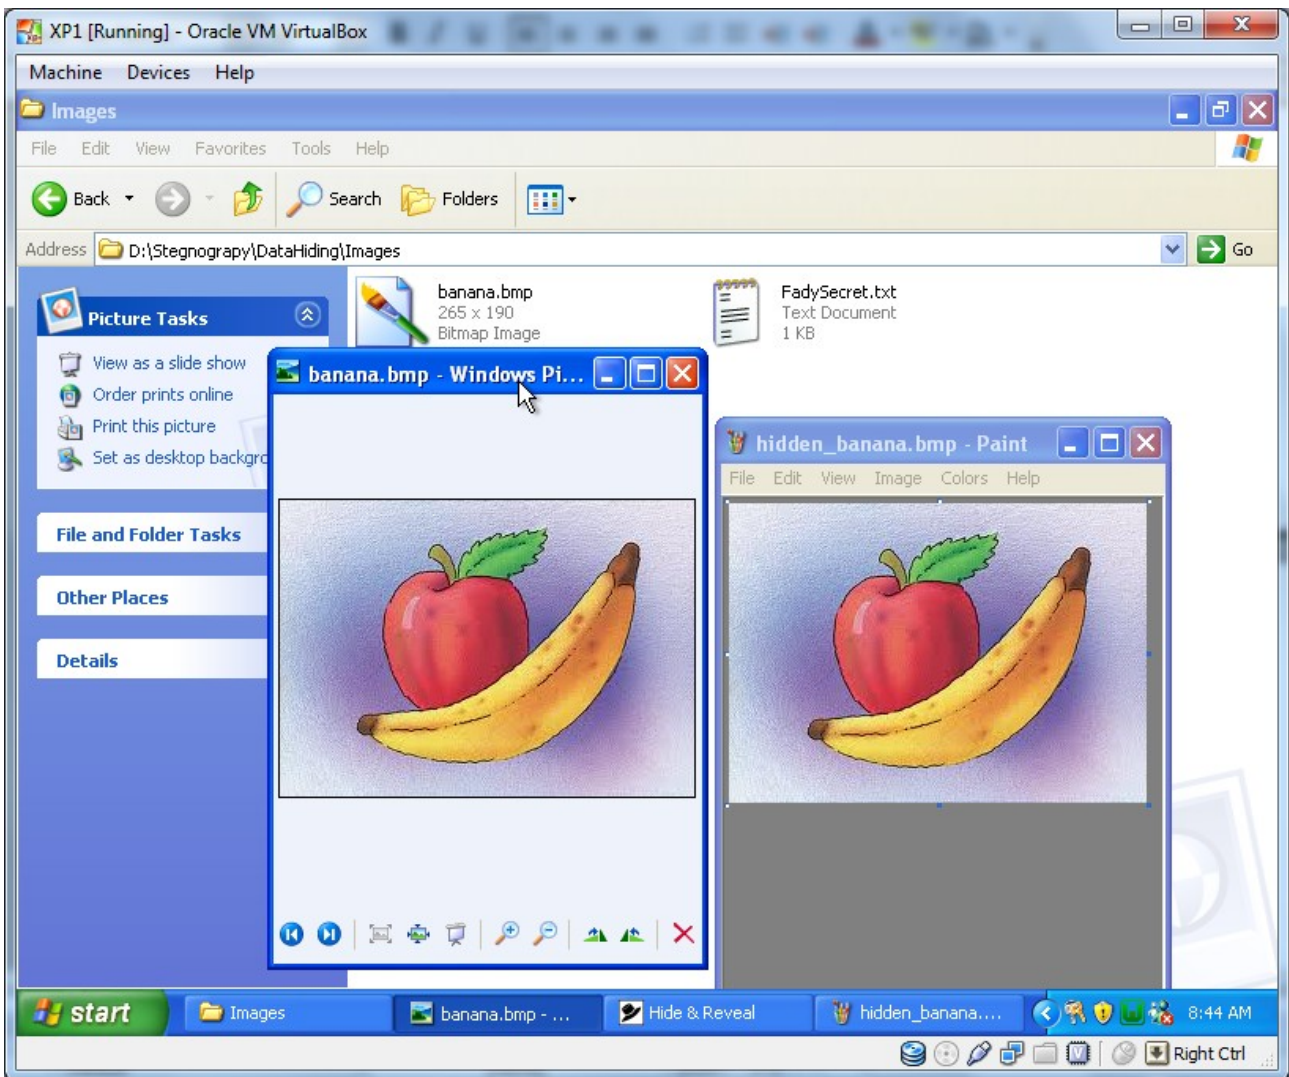 XP1 [Running] - Oracle VM VirtualBox
Machine Devices Help
Images
File Edit View Favorites Tools Help
Back Search Folders
Address D:\Stegnograpy\DataHiding\Images Go
Picture Tasks
View as a slide show
Order prints online
Print this picture
Set as desktop backgro
File and Folder Tasks
Other Places
Details
banana.bmp
265 x 190
Bitmap Image
FadySecret.txt
Text Document
1 KB
banana.bmp - Windows Pi...
hidden_banana.bmp - Paint
File Edit View Image Colors Help
start Images banana.bmp - ... Hide & Reveal hidden_banana.... 8:44 AM
Right Ctrl